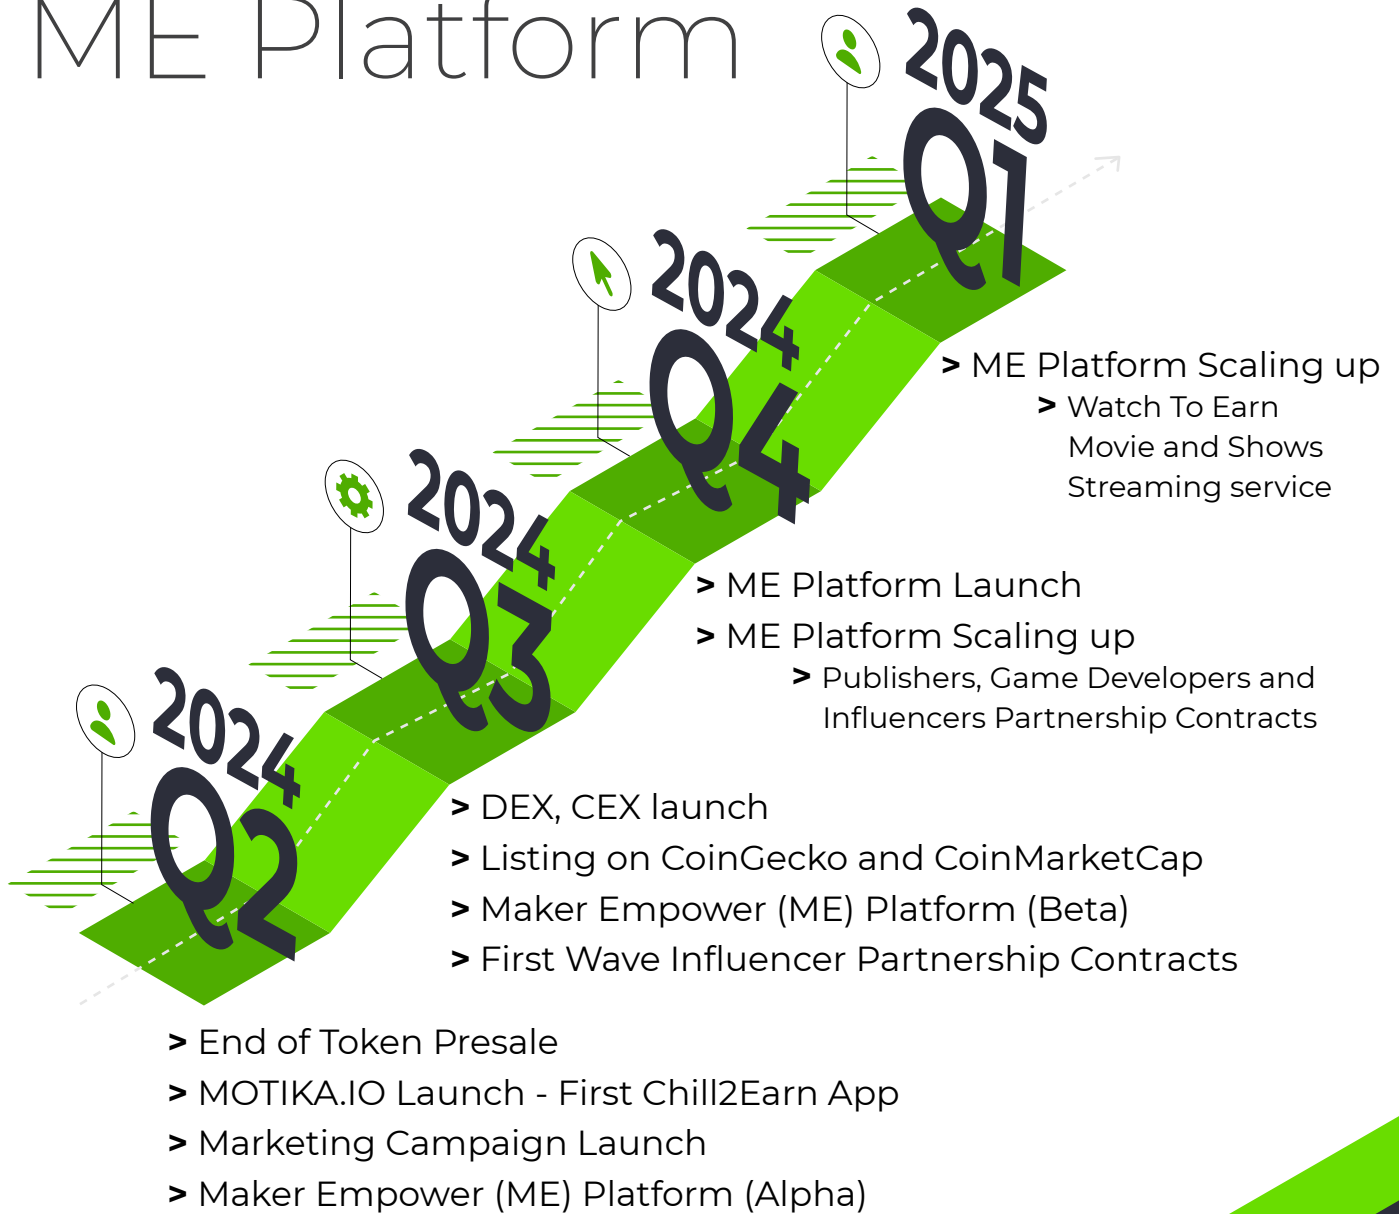 ME Platform
2025
Q1
> ME Platform Scaling up
> Watch To Earn
Movie and Shows
Streaming service
2024
Q4
> ME Platform Launch
> ME Platform Scaling up
> Publishers, Game Developers and
Influencers Partnership Contracts
2024
Q3
> DEX, CEX launch
> Listing on CoinGecko and CoinMarketCap
> Maker Empower (ME) Platform (Beta)
> First Wave Influencer Partnership Contracts
2024
Q2
> End of Token Presale
> MOTIKA.IO Launch - First Chill2Earn App
> Marketing Campaign Launch
> Maker Empower (ME) Platform (Alpha)